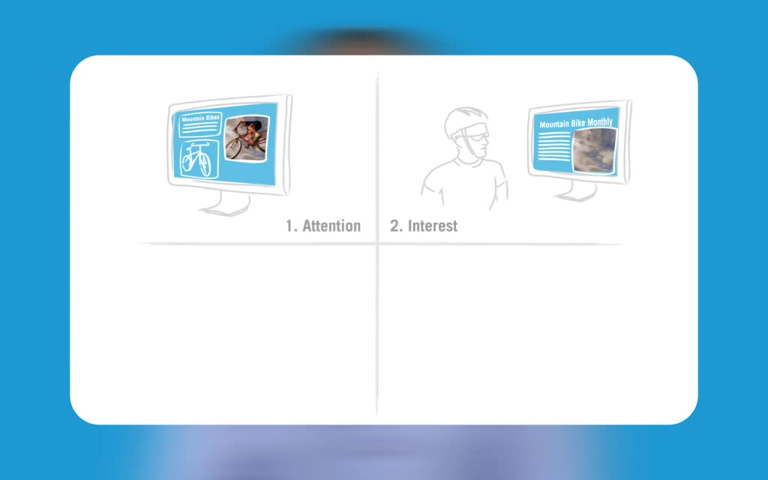 Mountain Bikes
Mountain Bike Monthly
1. Attention
2. Interest